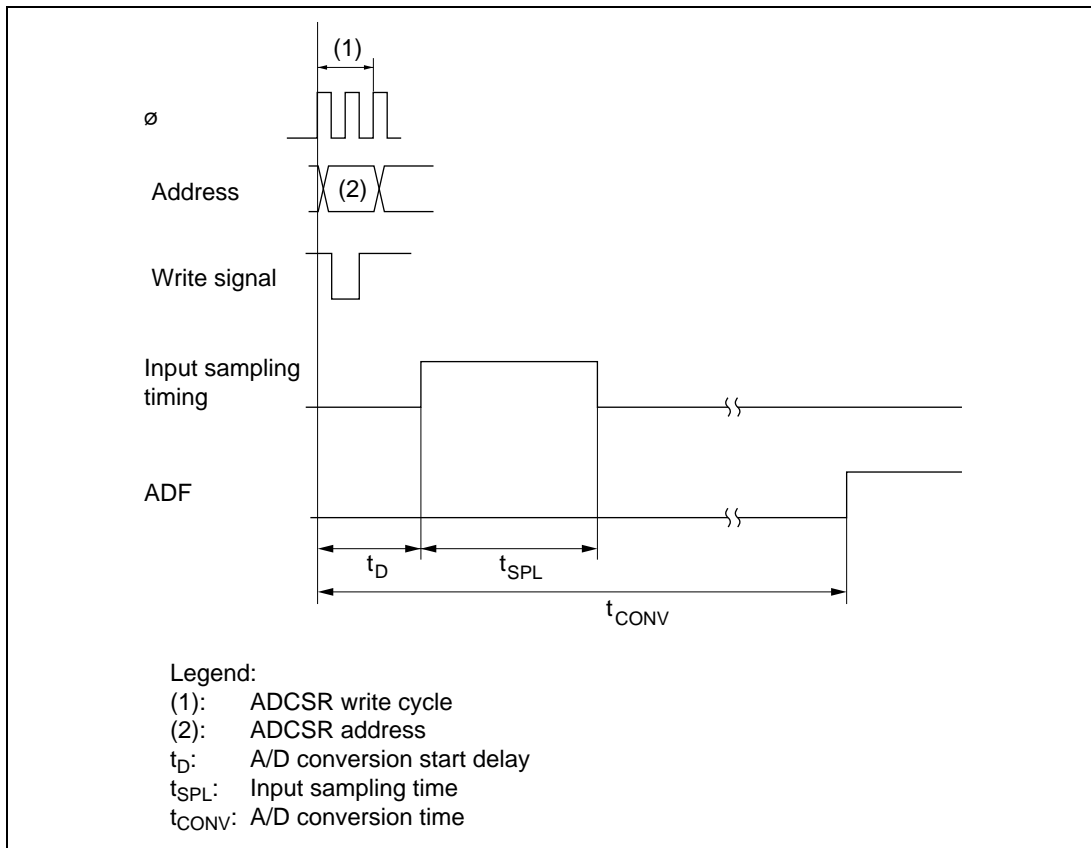 (1)
ø
Address
(2)
Write signal
Input sampling
timing
ADF
tD
tSPL
tCONV
Legend:
(1): ADCSR write cycle
(2): ADCSR address
tD: A/D conversion start delay
tSPL: Input sampling time
tCONV: A/D conversion time